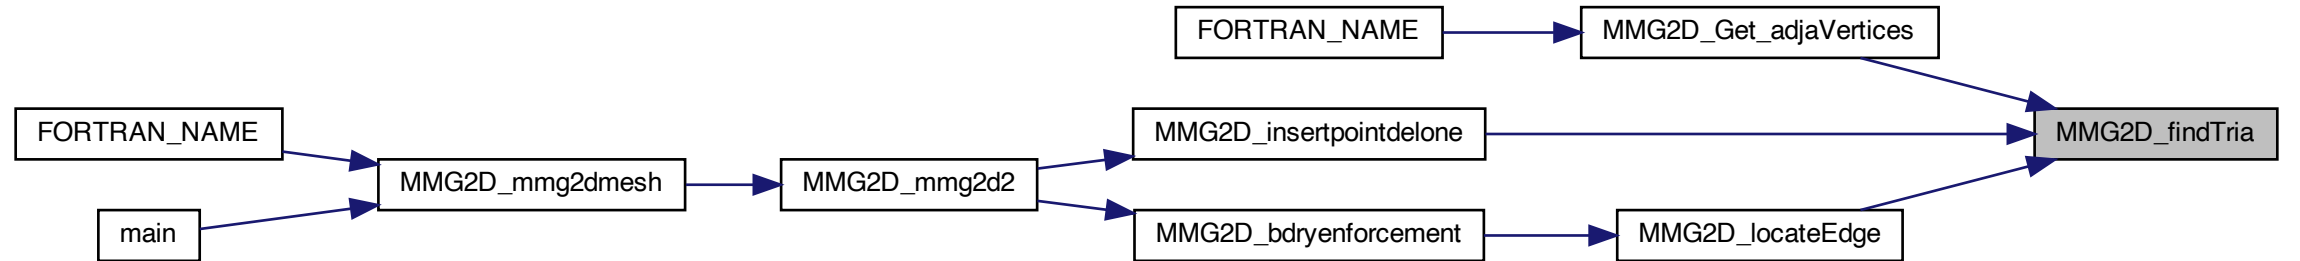 FORTRAN_NAME
MMG2D_Get_adjaVertices
FORTRAN_NAME
MMG2D_insertpointdelone
MMG2D_findTria
MMG2D_mmg2dmesh
MMG2D_mmg2d2
main
MMG2D_bdryenforcement
MMG2D_locateEdge